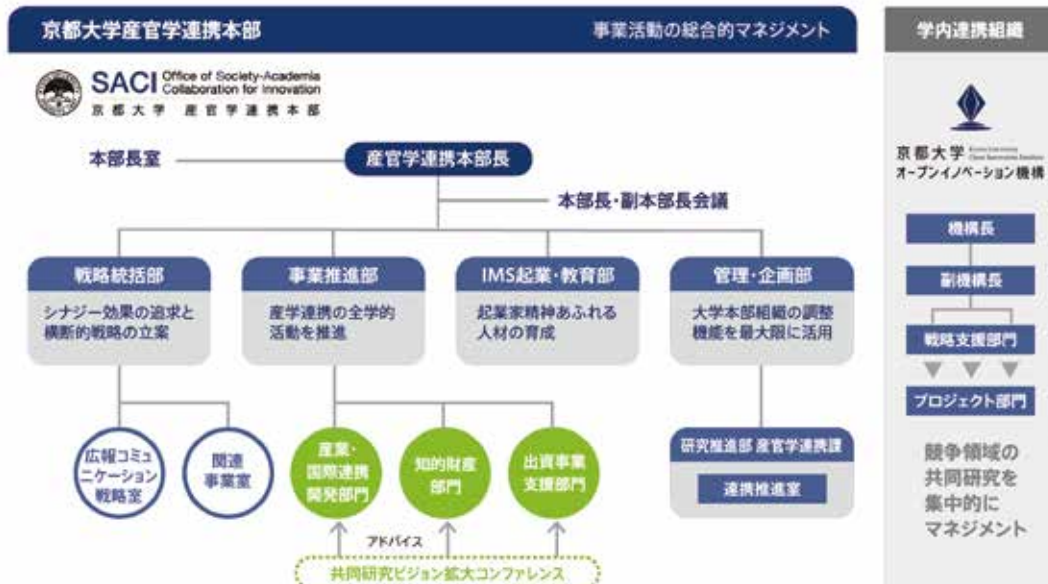 京都大学産官学連携本部
事業活動の総合的マネジメント
SACI Office of Society-Academia
Collaboration for Innovation
京都大学 産官学連携本部
本部長室
産官学連携本部長
本部長・副本部長会議
戦略統括部
シナジー効果の追求と
横断的戦略の立案
事業推進部
産学連携の全学的
活動を推進
IMS起業・教育部
起業家精神あふれる
人材の育成
管理・企画部
大学本部組織の調整
機能を最大限に活用
広報コミュ
ニケーション
戦略室
関連
事業室
産業・
国際連携
開発部門
知的財産
部門
出資事業
支援部門
研究推進部 産官学連携課
連携推進室
アドバイス
共同研究ビジョン拡大コンファレンス
学内連携組織
京都大学
オープンイノベーション機構
機構長
副機構長
戦略支援部門
プロジェクト部門
競争領域の
共同研究を
集中的に
マネジメント